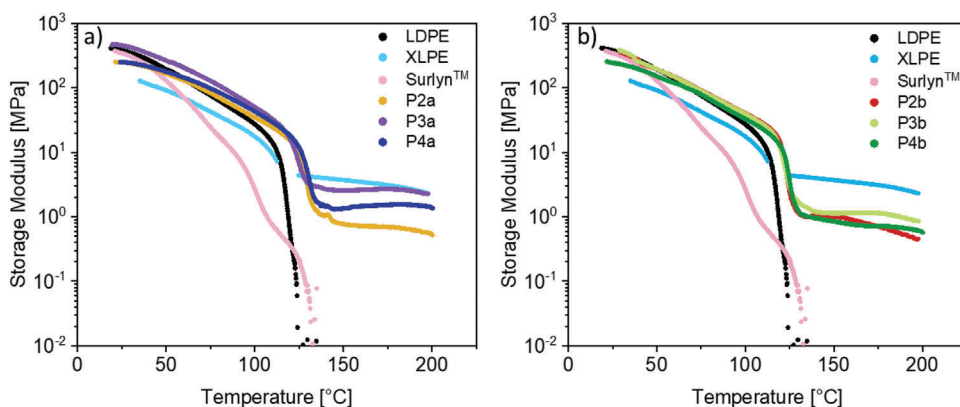 a)
LDPE
XLPE
Surlyn™
P2a
P3a
P4a
Storage Modulus [MPa]
10³
10²
10¹
10⁰
10⁻¹
10⁻²
0 50 100 150 200
Temperature [°C]
b)
LDPE
XLPE
Surlyn™
P2b
P3b
P4b
Storage Modulus [MPa]
10³
10²
10¹
10⁰
10⁻¹
10⁻²
0 50 100 150 200
Temperature [°C]